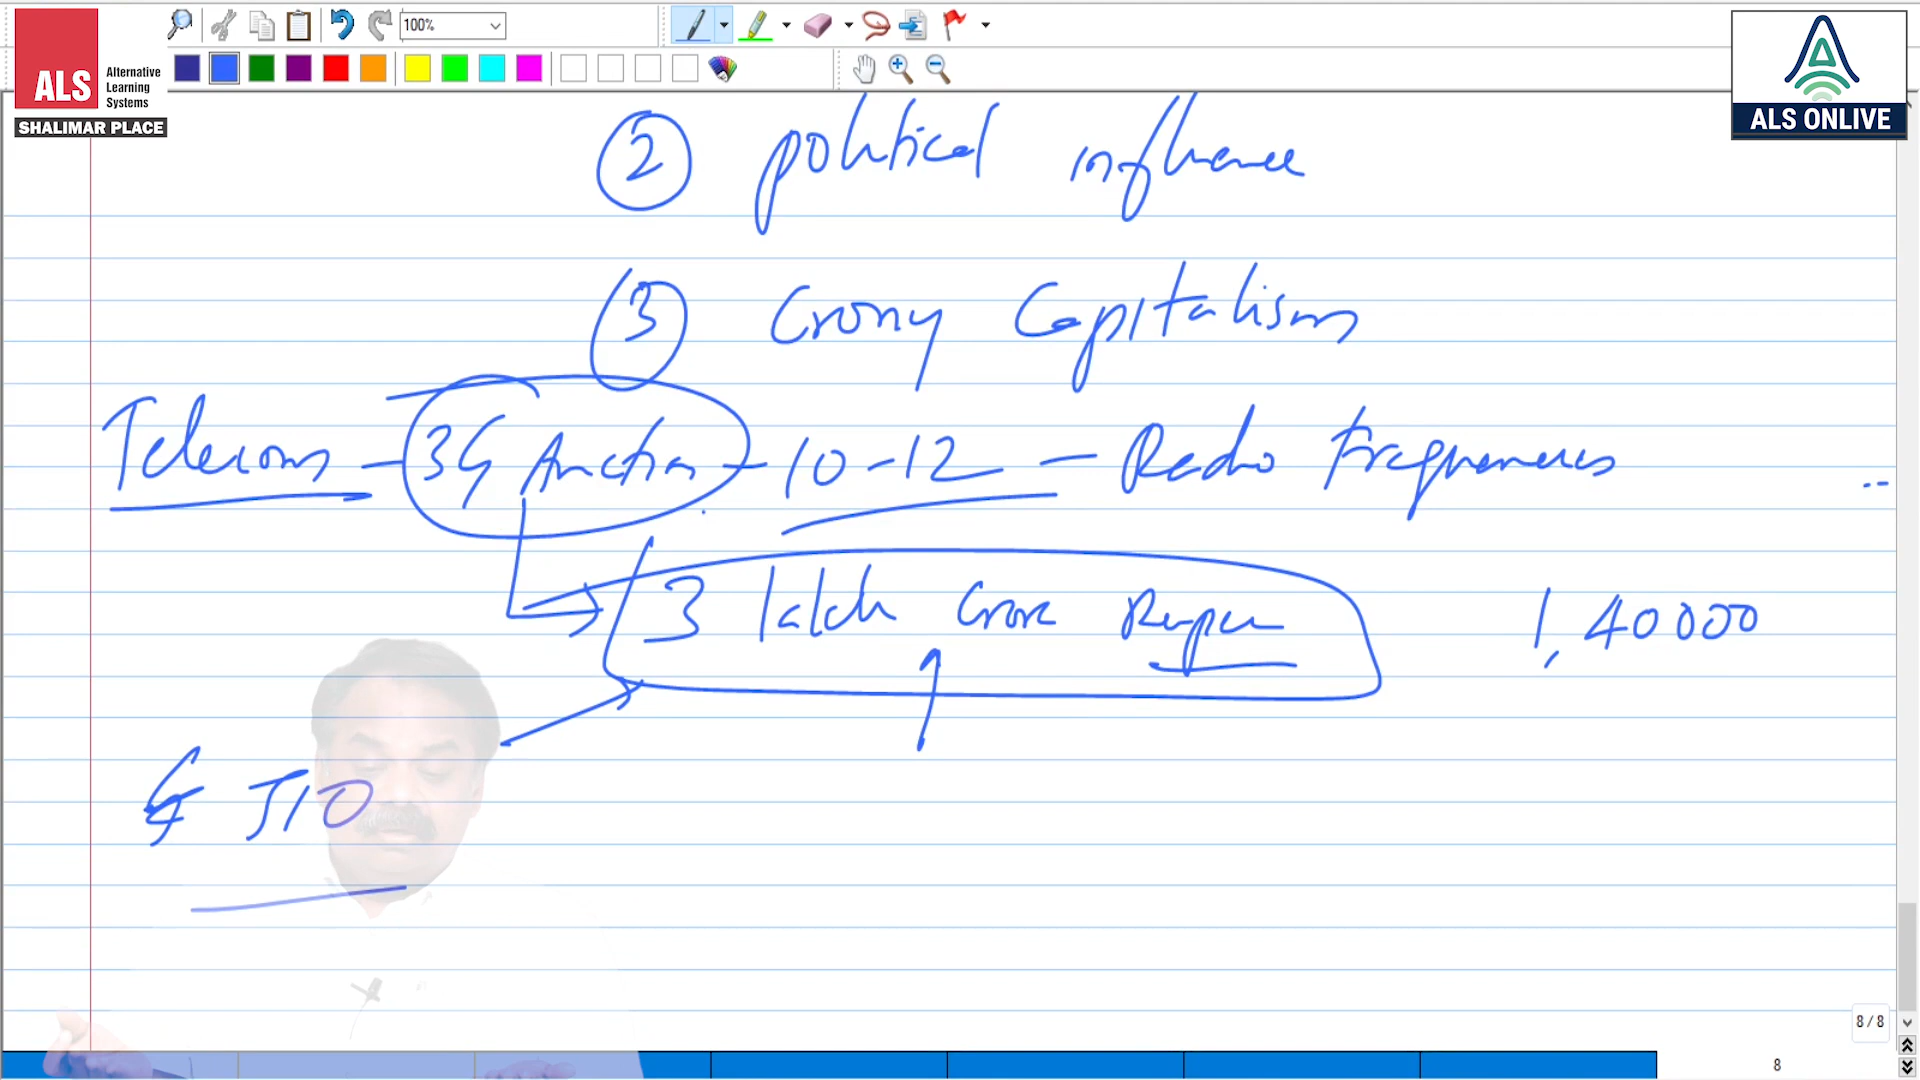 100%
ALS
Alternative
Learning
Systems
SHALIMAR PLACE
ALS ONLIVE
2 political influence
3 Crony Capitalism
Telecom - 3G Auction - 10-12 - Radio Frequencies
3 lakh Crore Rupee 1,40000
JIO
8/8
8